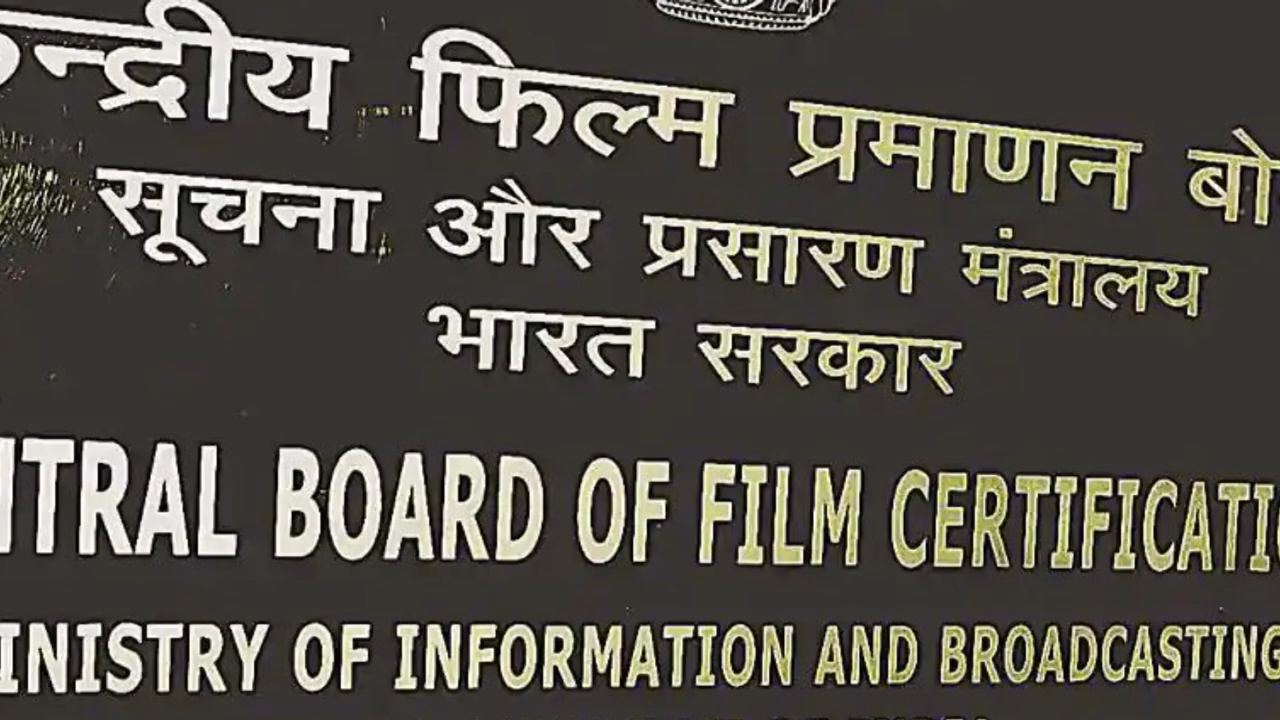 न्द्रीय फिल्म प्रमाणन बो
सूचना और प्रसारण मंत्रालय
भारत सरकार
NTRAL BOARD OF FILM CERTIFICATIO
INISTRY OF INFORMATION AND BROADCASTING